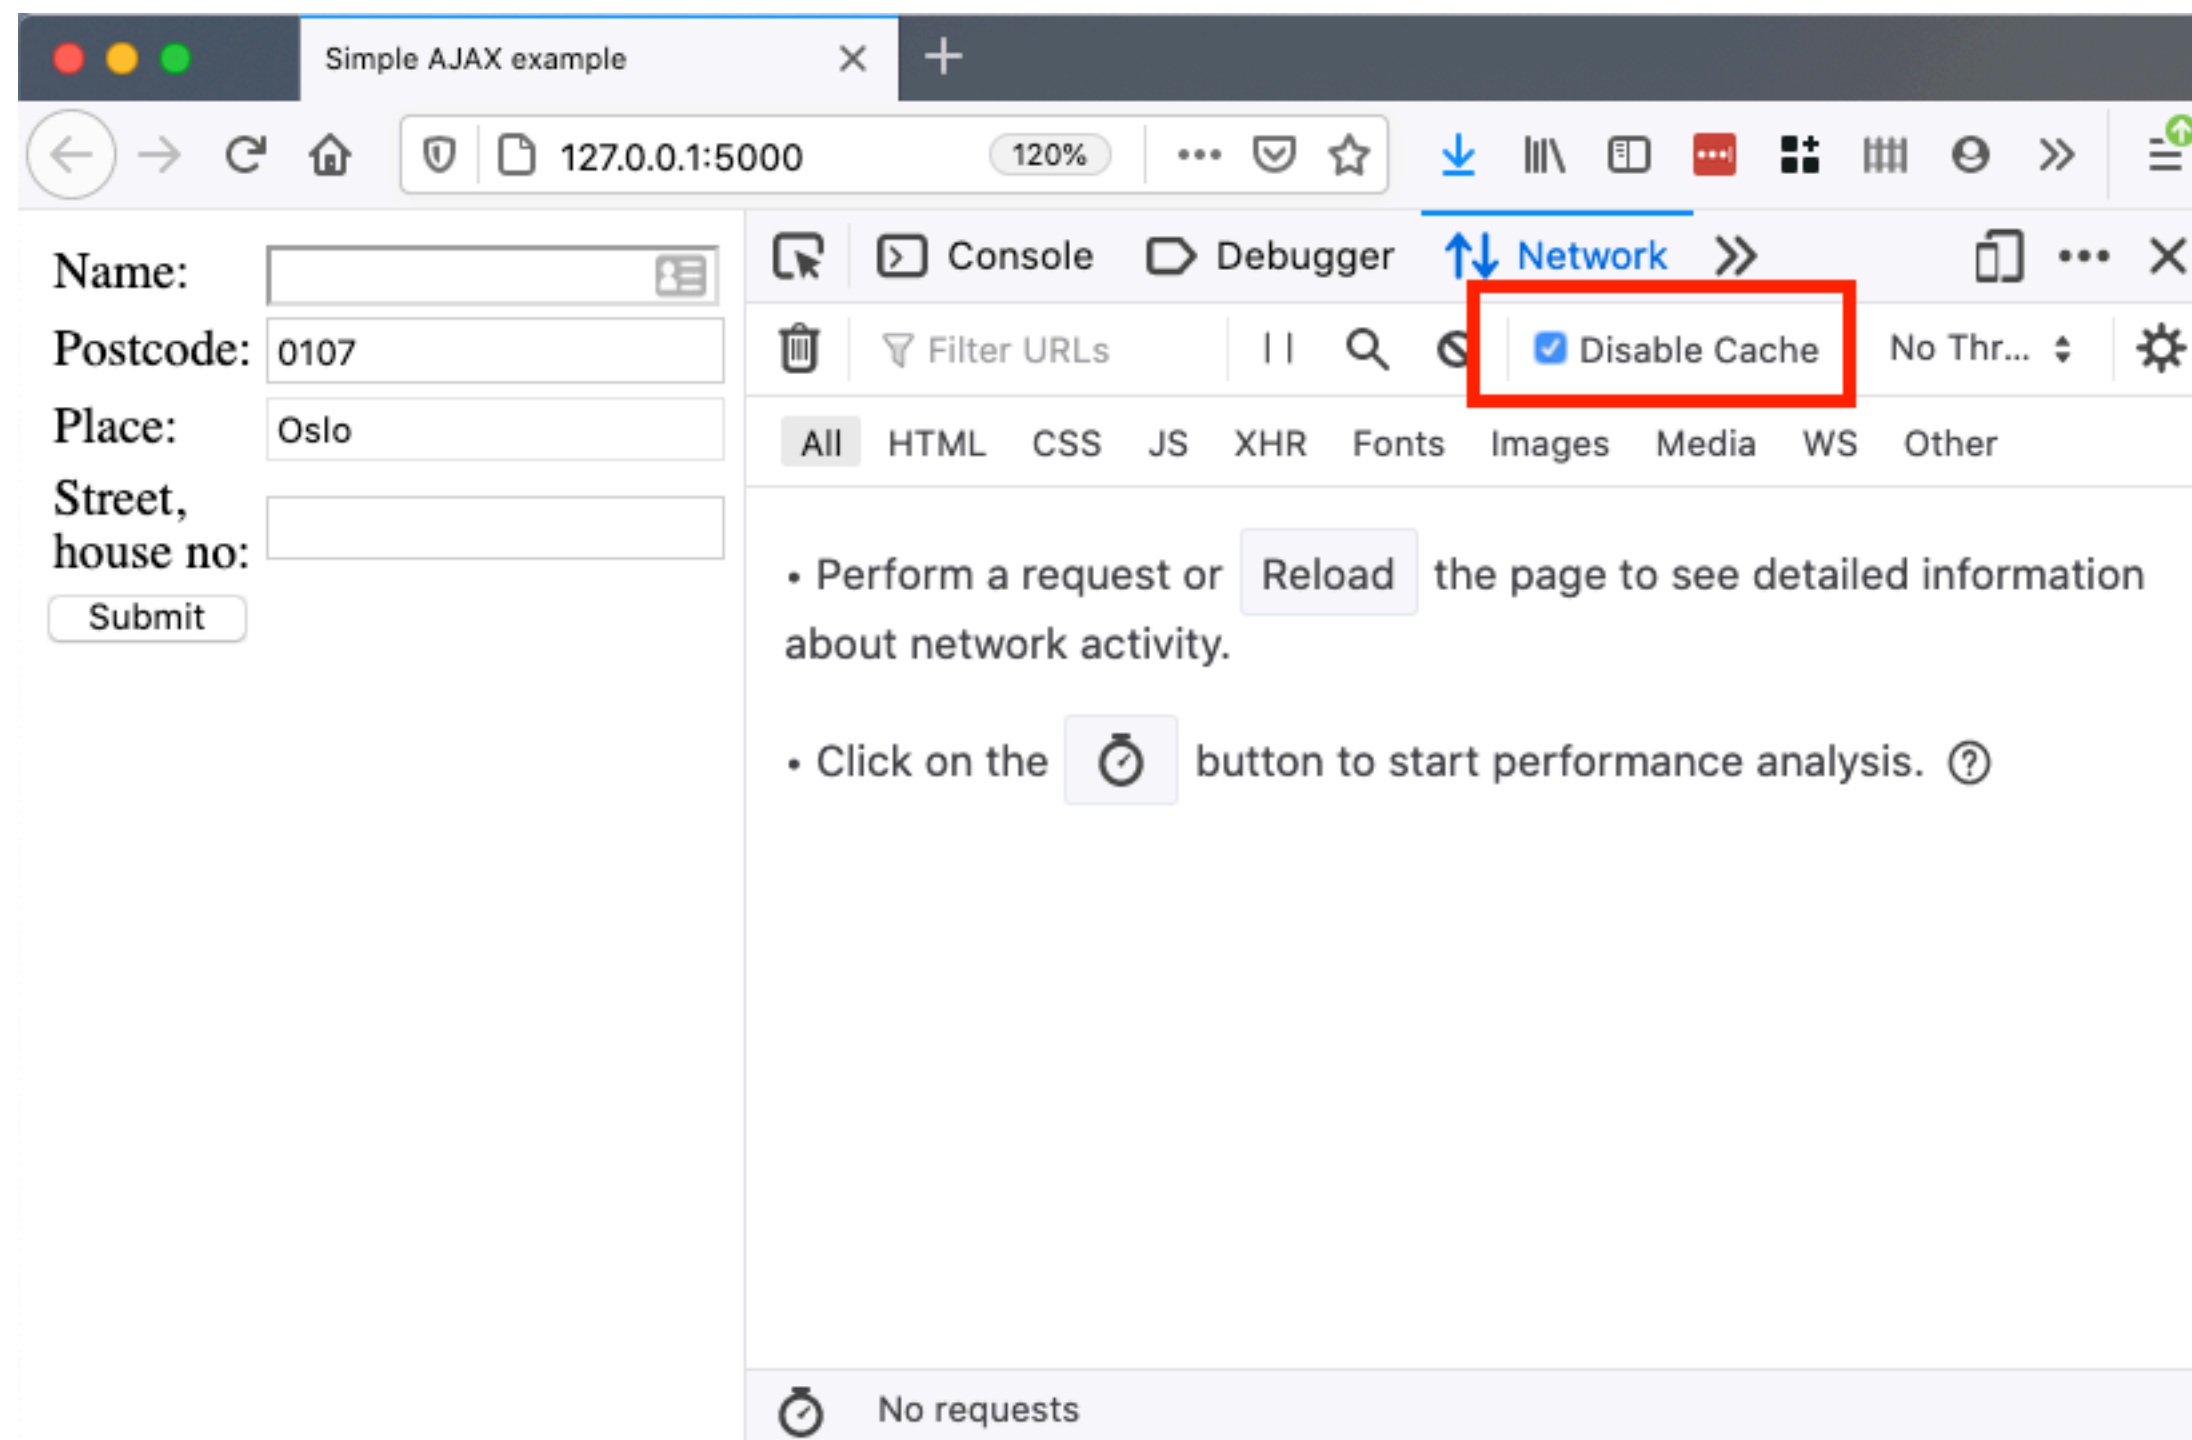 Simple AJAX example
127.0.0.1:5000 120%
Name:
Postcode: 0107
Place: Oslo
Street,
house no:
Submit
Console Debugger Network
Filter URLs Disable Cache No Thr...
All HTML CSS JS XHR Fonts Images Media WS Other
• Perform a request or Reload the page to see detailed information
about network activity.
• Click on the button to start performance analysis.
No requests